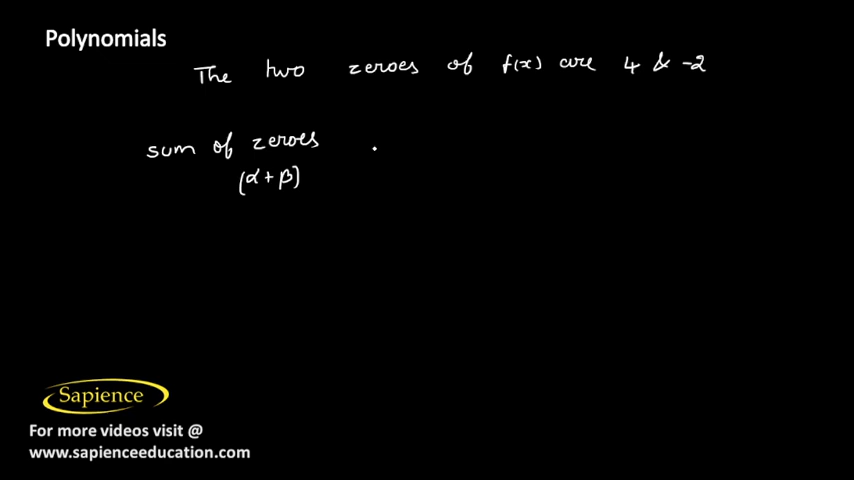 Polynomials
The two zeroes of f(x) are 4 & -2
sum of zeroes
(α + β)
Sapience
For more videos visit @
www.sapienceeducation.com